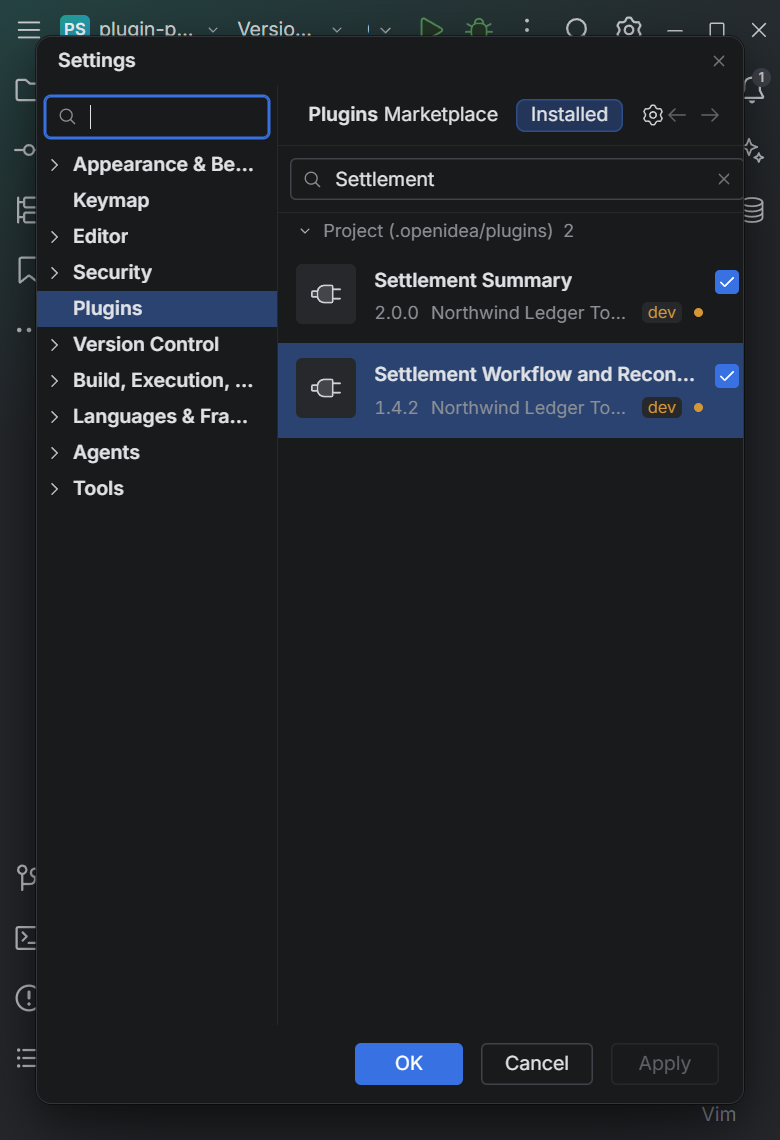 PS plugin-p... Versio...
Settings
1
Plugins Marketplace Installed
Appearance & Be...
Settlement
Keymap
Project (.openidea/plugins) 2
Editor
Security
Settlement Summary
2.0.0 Northwind Ledger To... dev
Plugins
Version Control
Settlement Workflow and Recon...
1.4.2 Northwind Ledger To... dev
Build, Execution, ...
Languages & Fra...
Agents
Tools
OK Cancel Apply
Vim